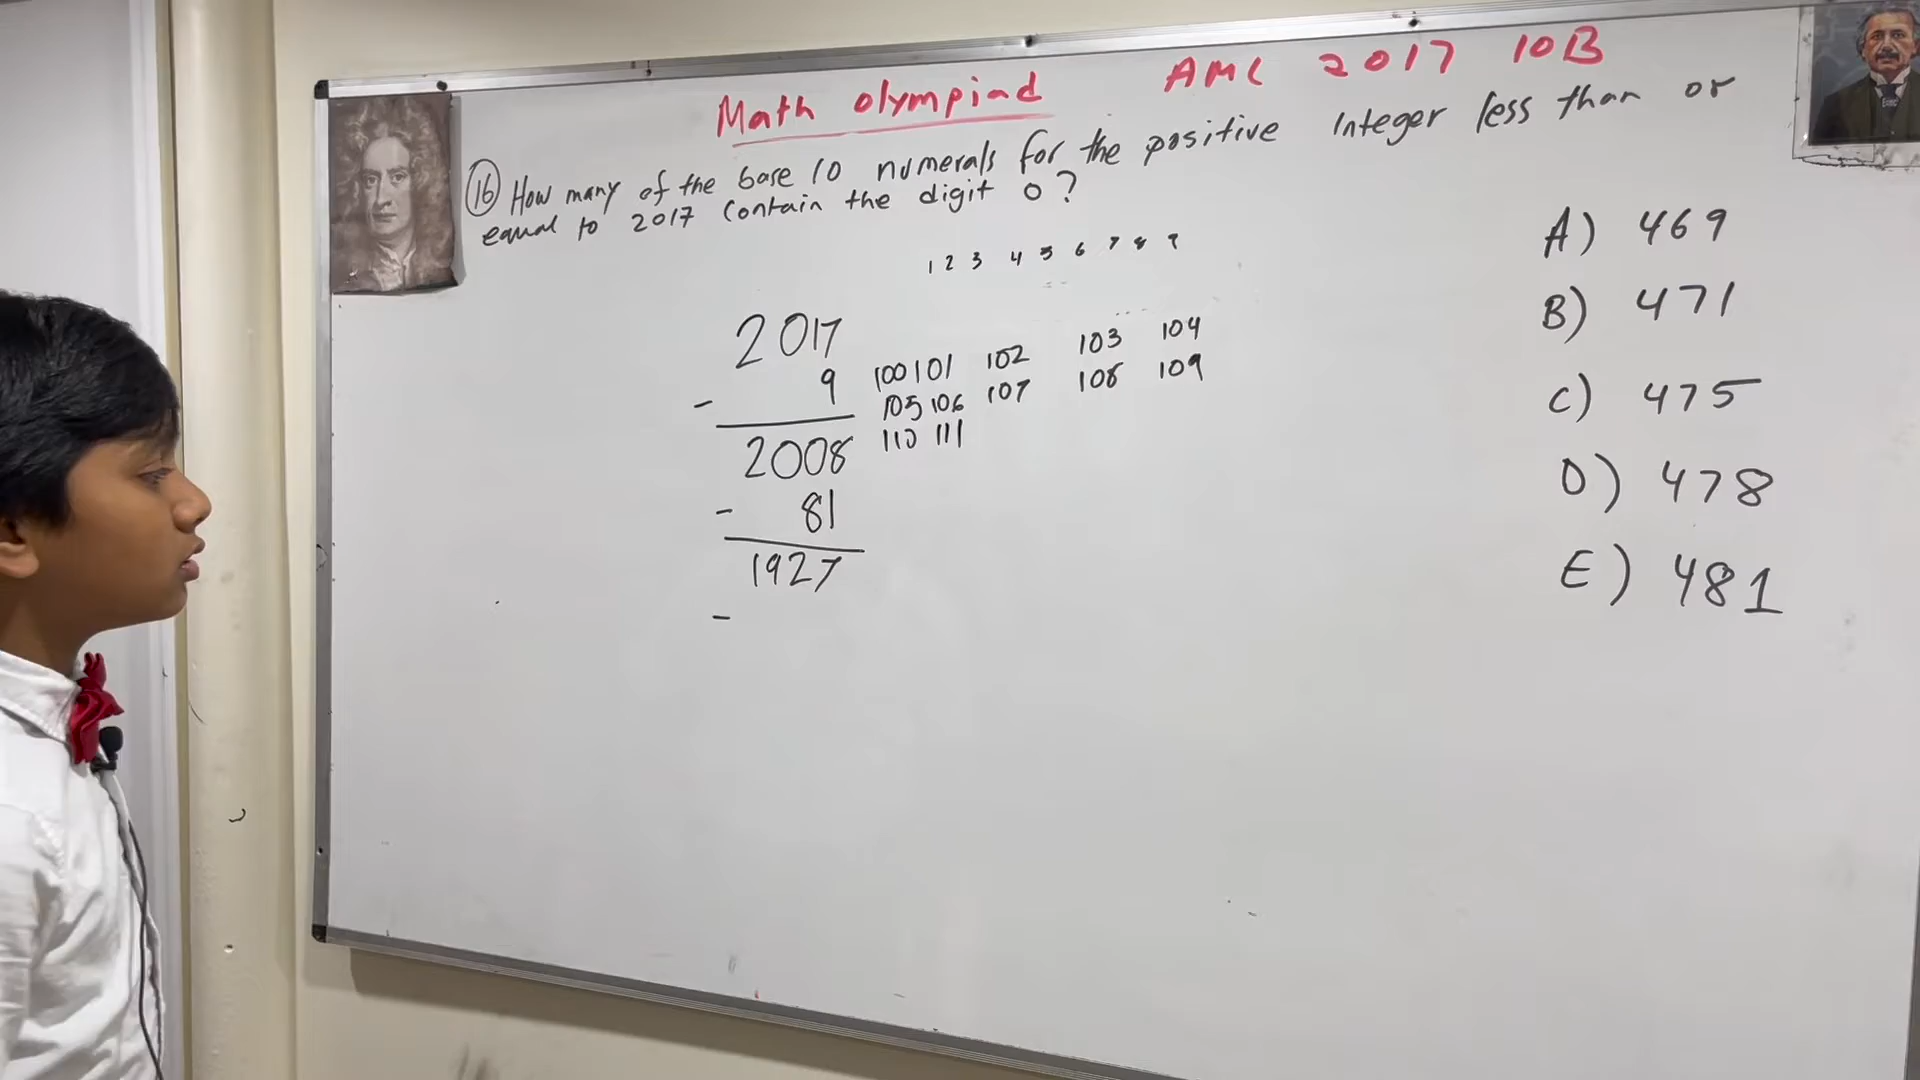 Math Olympiad AMC 2017 10B
16 How many of the base 10 numerals for the positive Integer less than or
equal to 2017 contain the digit 0?
1 2 3 4 5 6 7 8 9
2017
- 9
2008
- 81
1927
-
100 101 102 103 104
105 106 107 108 109
110 111
A) 469
B) 471
C) 475
D) 478
E) 481